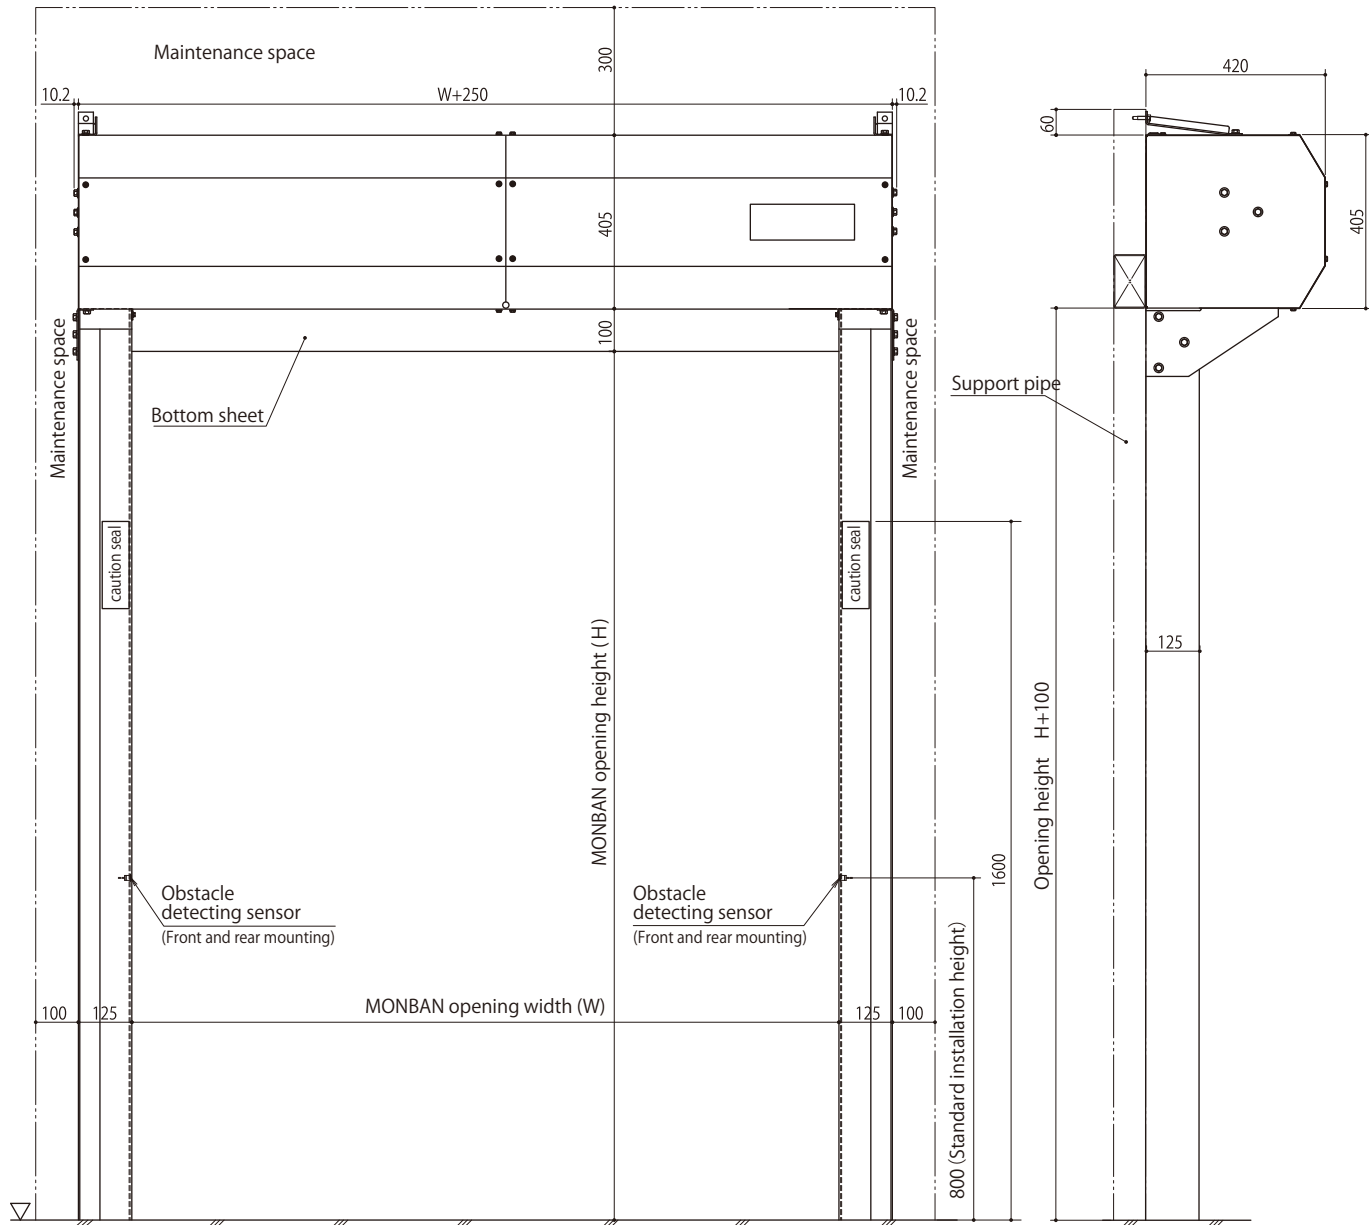 Maintenance space
300
420
10.2
W+250
10.2
60
405
405
100
Maintenance space
Maintenance space
Support pipe
Bottom sheet
caution seal
caution seal
MONBAN opening height (H)
125
Opening height H+100
1600
Obstacle
detecting sensor
(Front and rear mounting)
Obstacle
detecting sensor
(Front and rear mounting)
800 (Standard installation height)
100
125
MONBAN opening width (W)
125
100